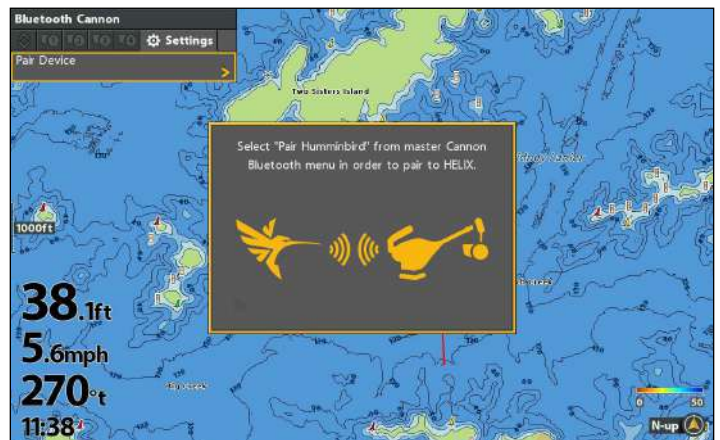 Bluetooth Cannon
Settings
Pair Device
>
Two Sisters Island
Select "Pair Humminbird" from master Cannon
Bluetooth menu in order to pair to HELIX.
1000ft
38.1ft
5.6mph
270°t
11:38
0 50
N-up